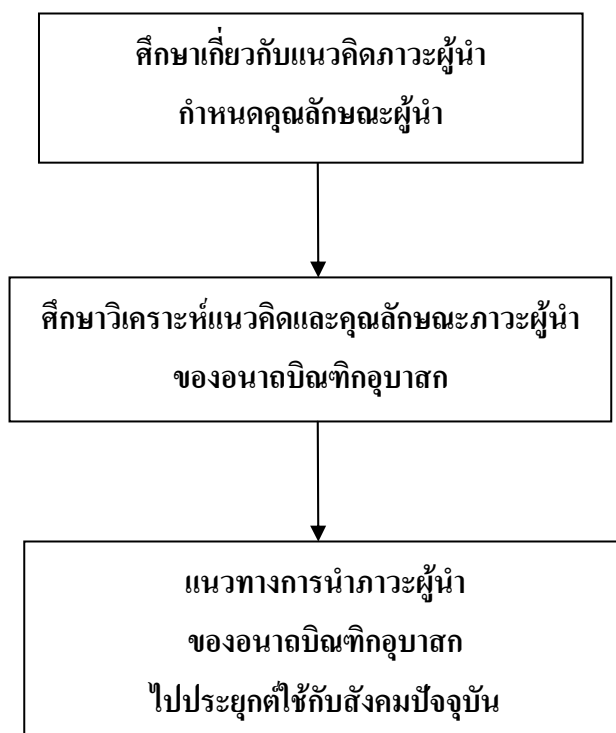 ศึกษาเกี่ยวกับแนวคิดภาวะผู้นำ
กำหนดคุณลักษณะผู้นำ
ศึกษาวิเคราะห์แนวคิดและคุณลักษณะภาวะผู้นำ
ของอนาถบิณฑิกอุบาสก
แนวทางการนำภาวะผู้นำ
ของอนาถบิณฑิกอุบาสก
ไปประยุกต์ใช้กับสังคมปัจจุบัน